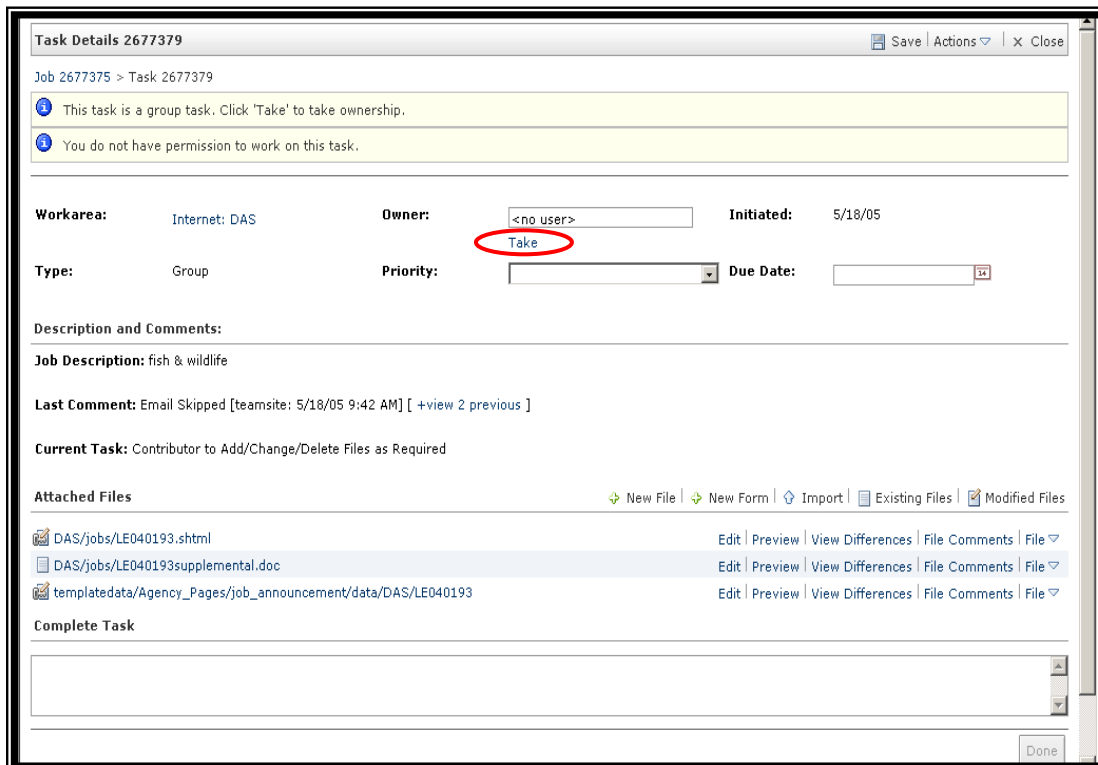 Task Details 2677379 Save Actions x Close
Job 2677375 > Task 2677379
This task is a group task. Click 'Take' to take ownership.
You do not have permission to work on this task.
Workarea: Internet: DAS Owner: <no user> Initiated: 5/18/05
Take
Type: Group Priority: Due Date: 14
Description and Comments:
Job Description: fish & wildlife
Last Comment: Email Skipped [teamsite: 5/18/05 9:42 AM] [ +view 2 previous ]
Current Task: Contributor to Add/Change/Delete Files as Required
Attached Files New File New Form Import Existing Files Modified Files
DAS/jobs/LE040193.shtml Edit Preview View Differences File Comments File
DAS/jobs/LE040193supplemental.doc Edit Preview View Differences File Comments File
templatedata/Agency_Pages/job_announcement/data/DAS/LE040193 Edit Preview View Differences File Comments File
Complete Task
Done